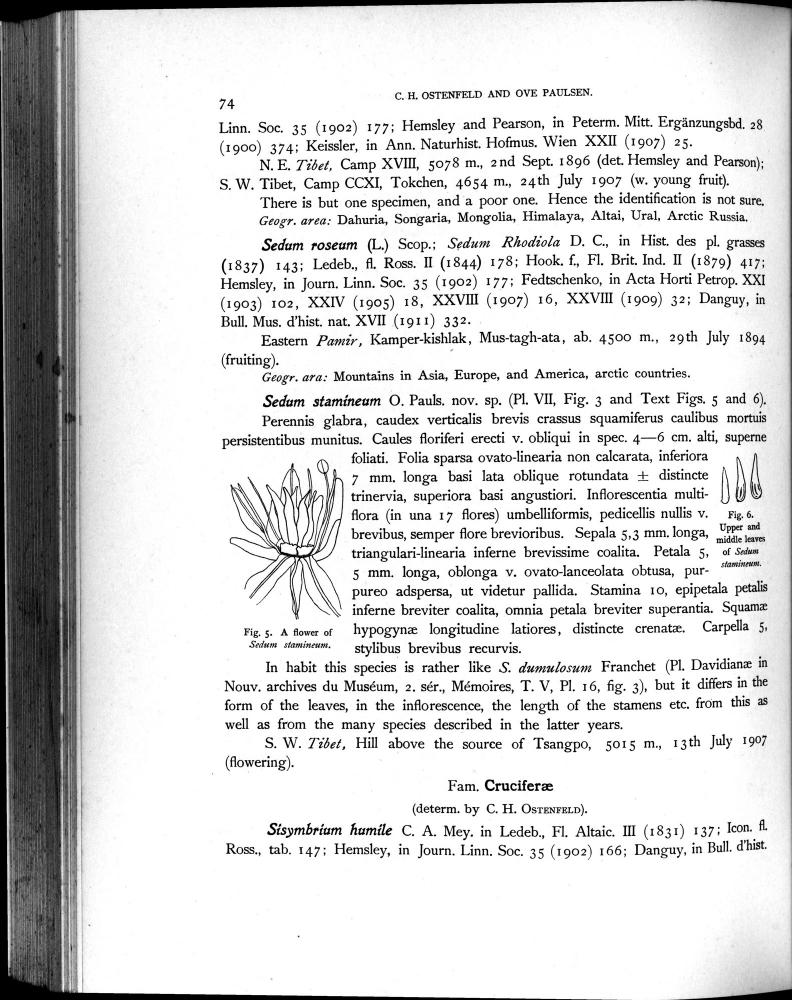 74
C. H. OSTENFELD AND OVE PAULSEN.
Linn. Soc. 35 (1902) 177; Hemsley and Pearson, in Peterm. Mitt. Ergänzungsbd. 28
(1900) 374; Keissler, in Ann. Naturhist. Hofmus. Wien XXII (1907) 25.
N. E. Tibet, Camp XVIII, 5078 m., 2nd Sept. 1896 (det. Hemsley and Pearson);
S. W. Tibet, Camp CCXI, Tokchen, 4654 m., 24th July 1907 (w. young fruit).
There is but one specimen, and a poor one. Hence the identification is not sure.
Geogr. area: Dahuria, Songaria, Mongolia, Himalaya, Altai, Ural, Arctic Russia.
Sedum roseum (L.) Scop.; Sedum Rhodiola D. C., in Hist. des pl. grasses
(1837) 143; Ledeb., fl. Ross. II (1844) 178; Hook. f., Fl. Brit. Ind. II (1879) 417;
Hemsley, in Journ. Linn. Soc. 35 (1902) 177; Fedtschenko, in Acta Horti Petrop. XXI
(1903) 102, XXIV (1905) 18, XXVIII (1907) 16, XXVIII (1909) 32; Danguy, in
Bull. Mus. d'hist. nat. XVII (1911) 332.
Eastern Pamir, Kamper-kishlak, Mus-tagh-ata, ab. 4500 m., 29th July 1894
(fruiting).
Geogr. ara: Mountains in Asia, Europe, and America, arctic countries.
Sedum stamineum O. Pauls. nov. sp. (Pl. VII, Fig. 3 and Text Figs. 5 and 6).
Perennis glabra, caudex verticalis brevis crassus squamiferus caulibus mortuis
persistentibus munitus. Caules floriferi erecti v. obliqui in spec. 4—6 cm. alti, superne
foliati. Folia sparsa ovato-linearia non calcarata, inferiora
7 mm. longa basi lata oblique rotundata ± distincte
trinervia, superiora basi angustiori. Inflorescentia multi-
flora (in una 17 flores) umbelliformis, pedicellis nullis v.
brevibus, semper flore brevioribus. Sepala 5,3 mm. longa,
triangulari-linearia inferne brevissime coalita. Petala 5,
5 mm. longa, oblonga v. ovato-lanceolata obtusa, pur-
pureo adspersa, ut videtur pallida. Stamina 10, epipetala petalis
inferne breviter coalita, omnia petala breviter superantia. Squamæ
hypogynæ longitudine latiores, distincte crenatæ. Carpella 5,
stylibus brevibus recurvis.
Fig. 6.
Upper and
middle leaves
of Sedum
stamineum.
Fig. 5. A flower of
Sedum stamineum.
In habit this species is rather like S. dumulosum Franchet (Pl. Davidianæ in
Nouv. archives du Muséum, 2. sér., Mémoires, T. V, Pl. 16, fig. 3), but it differs in the
form of the leaves, in the inflorescence, the length of the stamens etc. from this as
well as from the many species described in the latter years.
S. W. Tibet, Hill above the source of Tsangpo, 5015 m., 13th July 1907
(flowering).
Fam. Cruciferæ
(determ. by C. H. OSTENFELD).
Sisymbrium humile C. A. Mey. in Ledeb., Fl. Altaic. III (1831) 137; Icon. fl.
Ross., tab. 147; Hemsley, in Journ. Linn. Soc. 35 (1902) 166; Danguy, in Bull. d'hist.